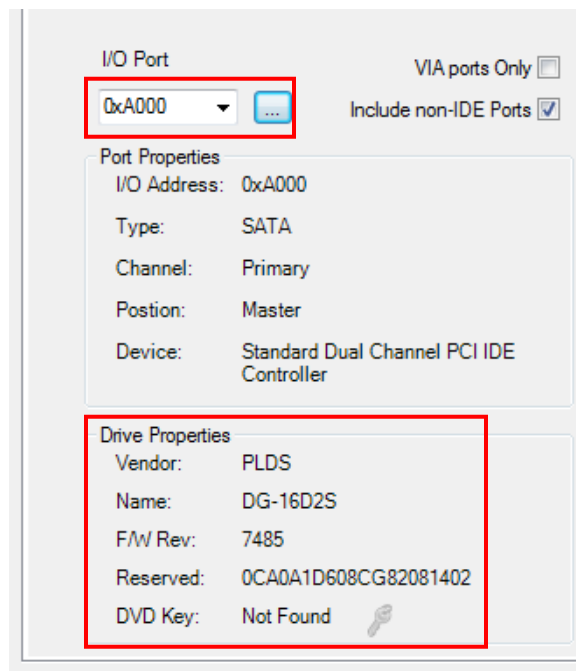 I/O Port
VIA ports Only
0xA000
...
Include non-IDE Ports
Port Properties
I/O Address: 0xA000
Type: SATA
Channel: Primary
Postion: Master
Device: Standard Dual Channel PCI IDE
Controller
Drive Properties
Vendor: PLDS
Name: DG-16D2S
F/W Rev: 7485
Reserved: 0CA0A1D608CG82081402
DVD Key: Not Found